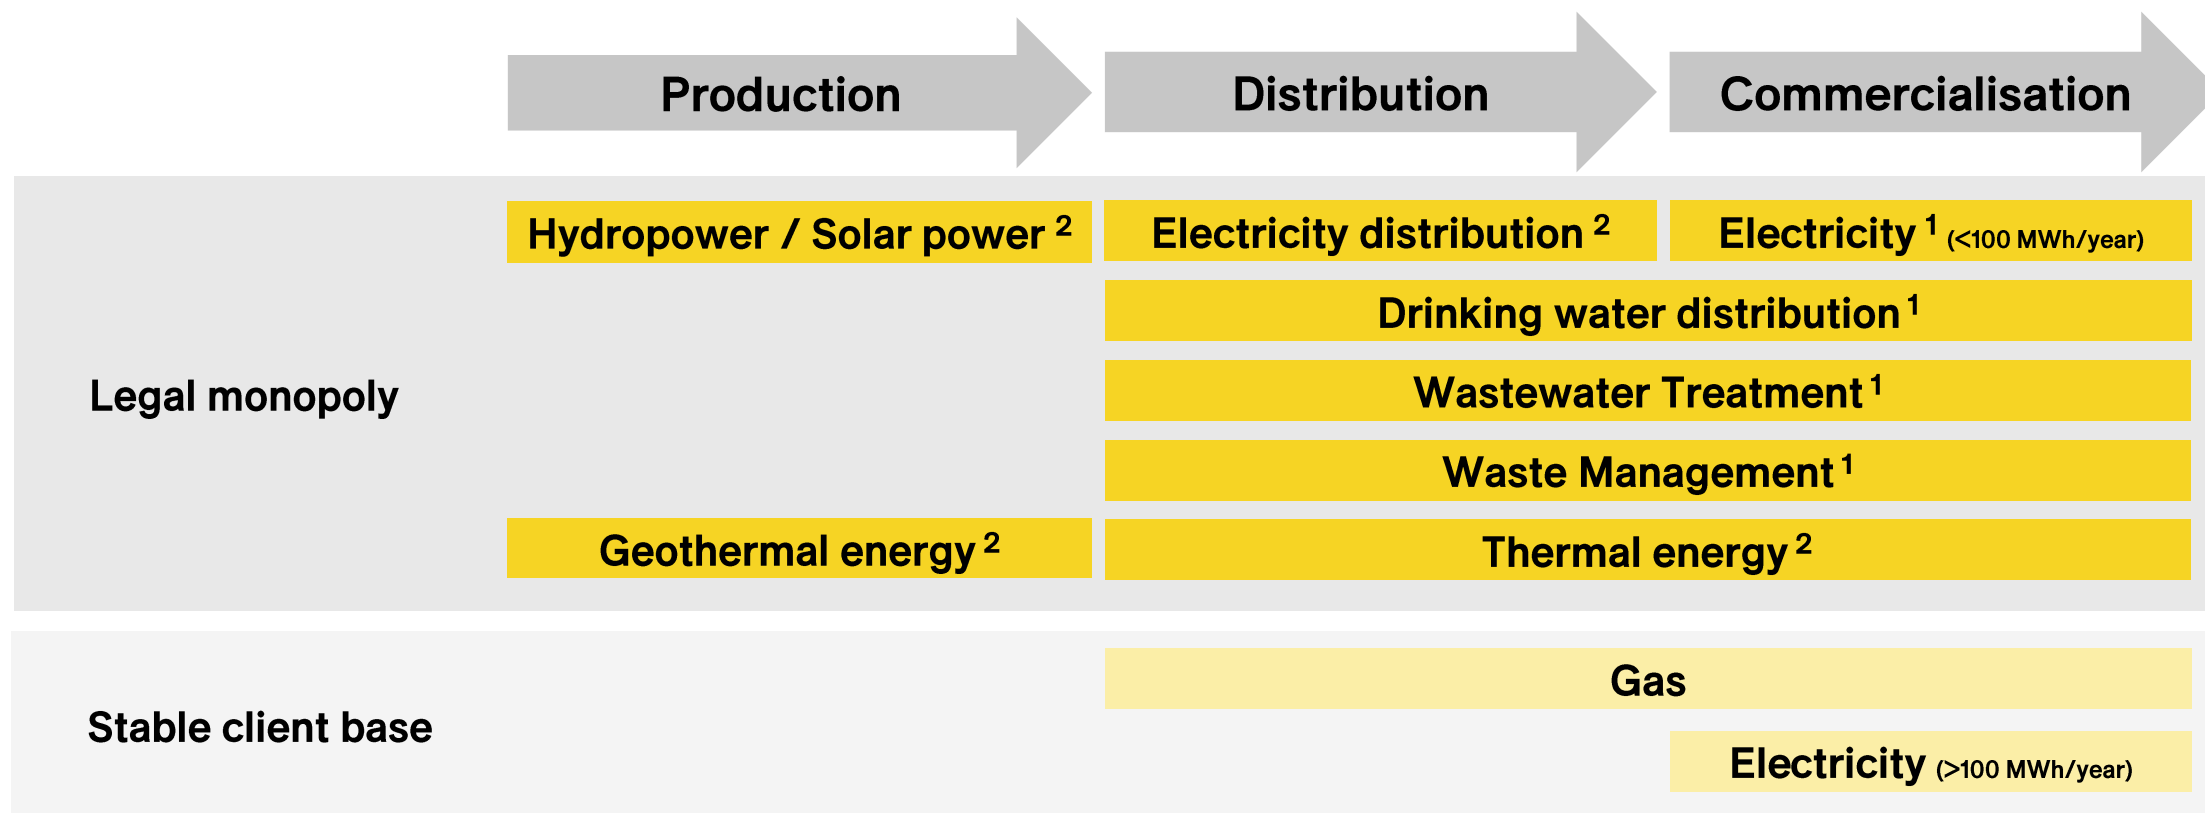 Production
Distribution
Commercialisation
Hydropower / Solar power ²
Electricity distribution ²
Electricity ¹ (<100 MWh/year)
Drinking water distribution ¹
Wastewater Treatment ¹
Legal monopoly
Waste Management ¹
Geothermal energy ²
Thermal energy ²
Gas
Stable client base
Electricity (>100 MWh/year)